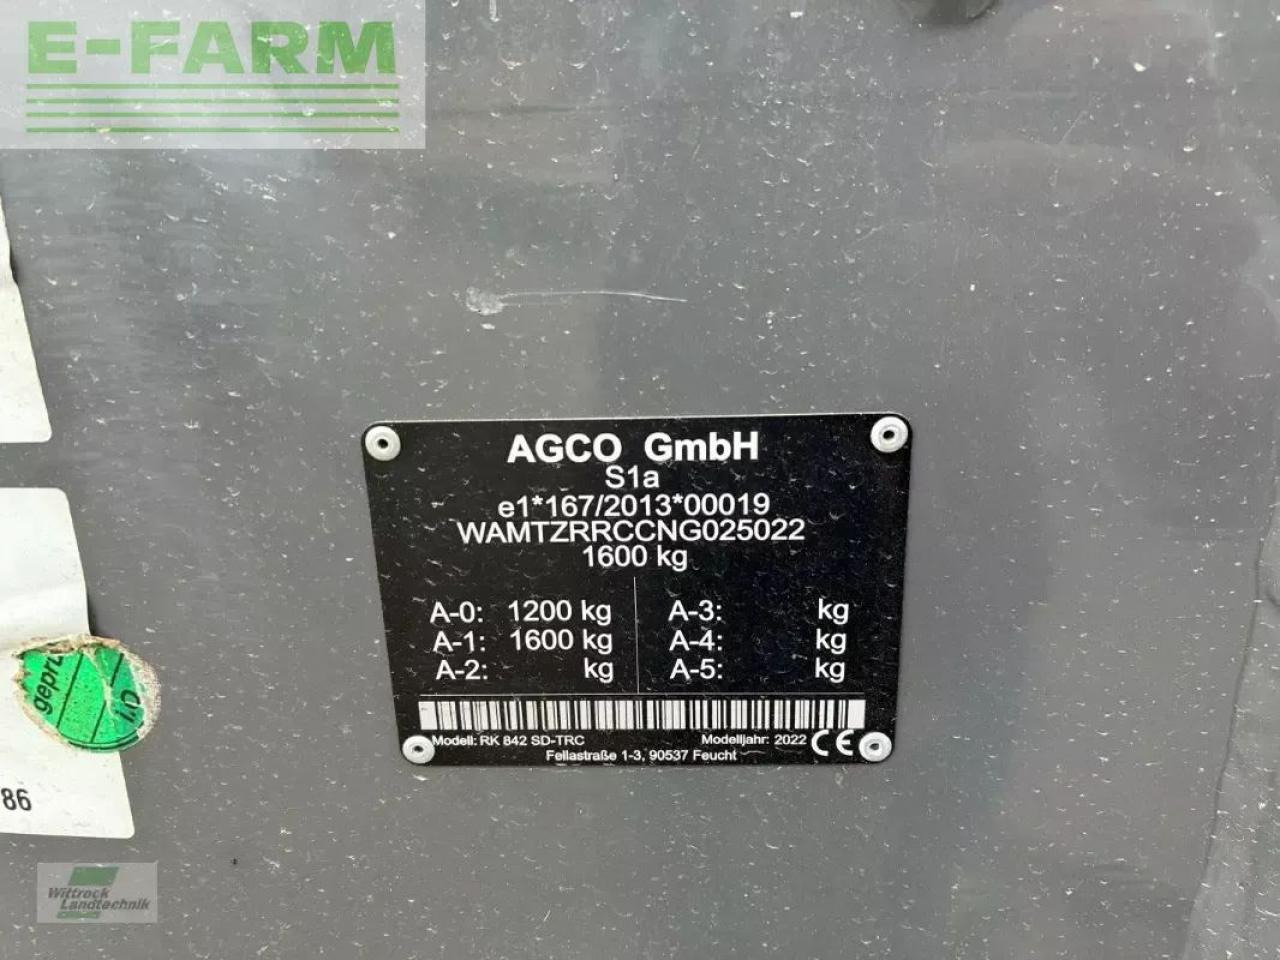 E-FARM
AGCO GmbH
S1a
e1*167/2013*00019
WAMTZRRCCNG025022
1600 kg
A-0: 1200 kg A-3: kg
A-1: 1600 kg A-4: kg
A-2: kg A-5: kg
Modell: RK 842 SD-TRC Modelljahr: 2022 CE
Fellastraße 1-3, 90537 Feucht
i.O
86
Wittrock
Landtechnik